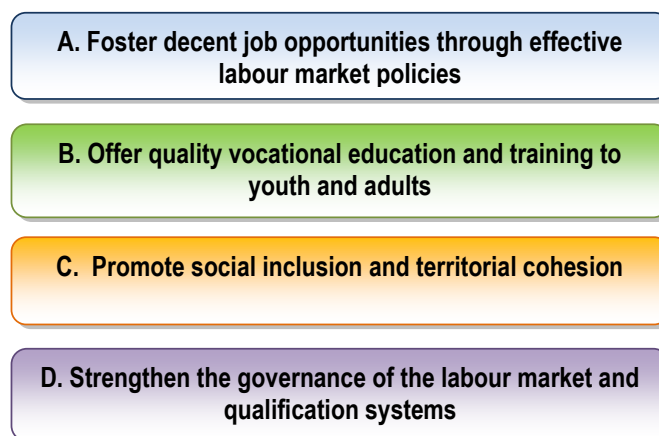 A. Foster decent job opportunities through effective
labour market policies
B. Offer quality vocational education and training to
youth and adults
C. Promote social inclusion and territorial cohesion
D. Strengthen the governance of the labour market and
qualification systems